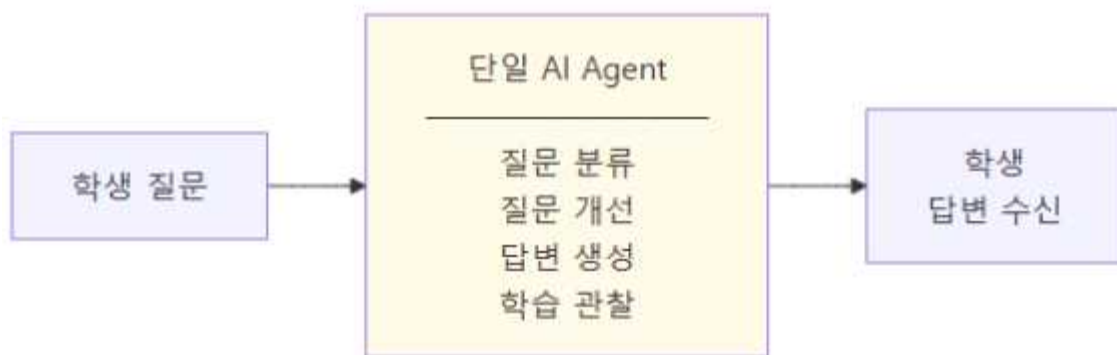 학생 질문
단일 AI Agent
질문 분류
질문 개선
답변 생성
학습 관찰
학생
답변 수신